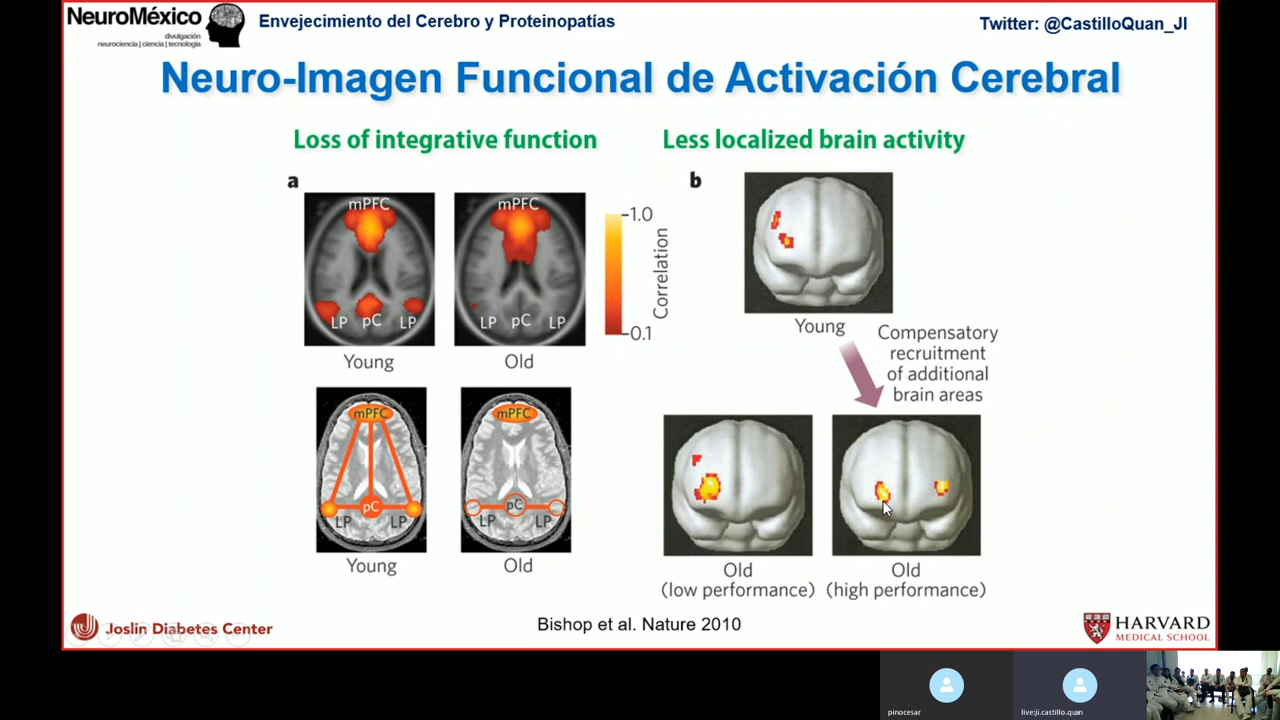 NeuroMéxico
divulgación
neurociencia | ciencia | tecnología
Envejecimiento del Cerebro y Proteinopatías
Twitter: @CastilloQuan_JI
Neuro-Imagen Funcional de Activación Cerebral
Loss of integrative function
Less localized brain activity
a
mPFC
LP pC LP
Young
mPFC
LP pC LP
Old
1.0
Correlation
0.1
mPFC
pC
LP LP
Young
mPFC
pC
LP LP
Old
b
Young
Compensatory
recruitment
of additional
brain areas
Old
(low performance)
Old
(high performance)
Joslin Diabetes Center
Bishop et al. Nature 2010
HARVARD
MEDICAL SCHOOL
pinocesar
live:ji.castillo.quan